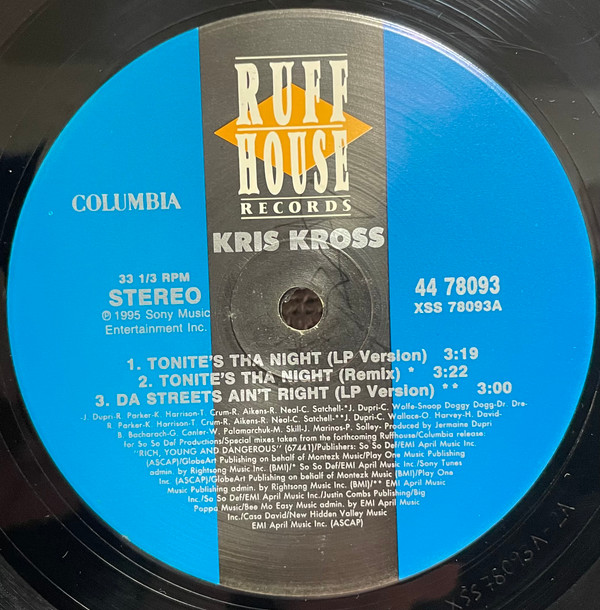 RUFF
HOUSE
RECORDS
COLUMBIA
KRIS KROSS
33 1/3 RPM
STEREO
℗ 1995 Sony Music
Entertainment Inc.
44 78093
XSS 78093A
1. TONITE'S THA NIGHT (LP Version) 3:19
2. TONITE'S THA NIGHT (Remix) * 3:22
3. DA STREETS AIN'T RIGHT (LP Version) ** 3:00
-J. Dupri-R. Parker-K. Harrison-T. Crum-R. Aikens-R. Neal-C. Satchell-*J. Dupri-C. Wolfe-Snoop Doggy Dogg-Dr. Dre-
R. Parker-K. Harrison-T. Crum-R. Aikens-R. Neal-C. Satchell-**J. Dupri-C. Wallace-O. Harvey-H. David-
B. Bacharach-G. Conler-W. Palamarchuk-M. Skill-J. Marinos-P. Solley- Produced by Jermaine Dupri
for So So Def Productions/Special mixes taken from the forthcoming Ruffhouse/Columbia release:
"RICH, YOUNG AND DANGEROUS" (67441)/Publishers: So So Def/EMI April Music Inc.
(ASCAP)/GlobeArt Publishing on behalf of Montezk Music/Play One Music Publishing
admin. by Rightsong Music Inc. (BMI)/* So So Def/EMI April Music Inc./Sony Tunes
Inc. (ASCAP)/GlobeArt Publishing on behalf of Montezk Music/Play One
Music Publishing admin. by Rightsong Music Inc. (BMI)/** EMI April Music
Inc./So So Def/EMI April Music Inc./Justin Combs Publishing/Big
Poppa Music/Bee Mo Easy Music admin. by EMI April Music
Inc./Casa David/New Hidden Valley Music
EMI April Music Inc. (ASCAP)
XSS 78093 A